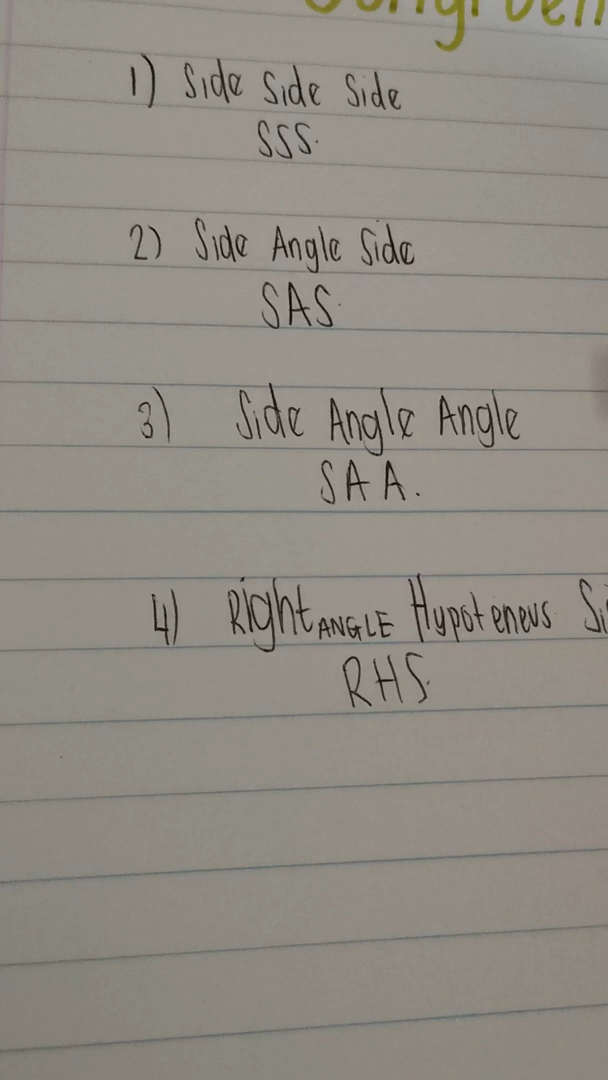 1) Side Side Side
SSS.
2) Side Angle Side
SAS.
3) Side Angle Angle
SAA.
4) Right ANGLE Hypoteneus
RHS.